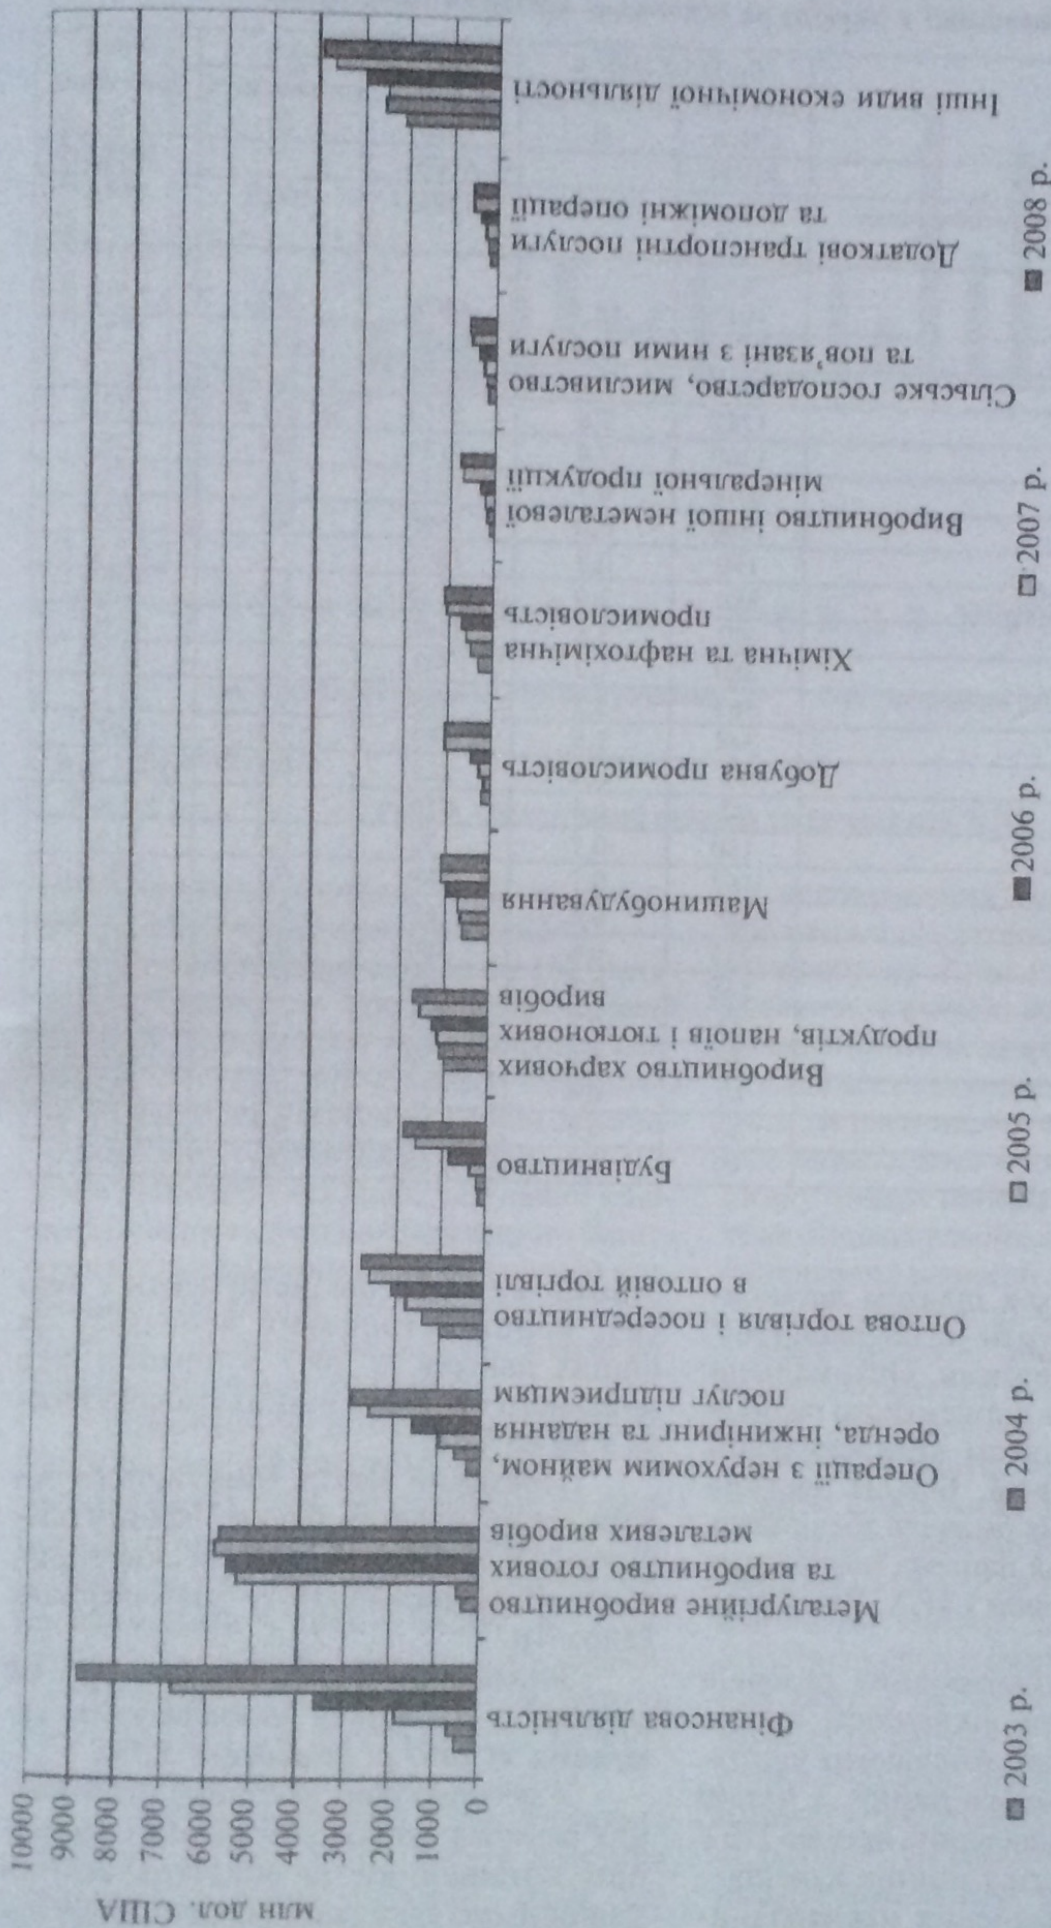 млн дол. США
10000
9000
8000
7000
6000
5000
4000
3000
2000
1000
0
Фінансова діяльність
Металургійне виробництво
та виробництво готових
металевих виробів
Операції з нерухомим майном,
оренда, інжиніринг та надання
послуг підприємцям
Оптова торгівля і посередництво
в оптовій торгівлі
Будівництво
Виробництво харчових
продуктів, напоїв і тютюнових
виробів
Машинобудування
Добувна промисловість
Хімічна та нафтохімічна
промисловість
Виробництво іншої неметалевої
мінеральної продукції
Сільське господарство, мисливство
та пов'язані з ними послуги
Додаткові транспортні послуги
та допоміжні операції
Інші види економічної діяльності
2003 р.
2004 р.
2005 р.
2006 р.
2007 р.
2008 р.